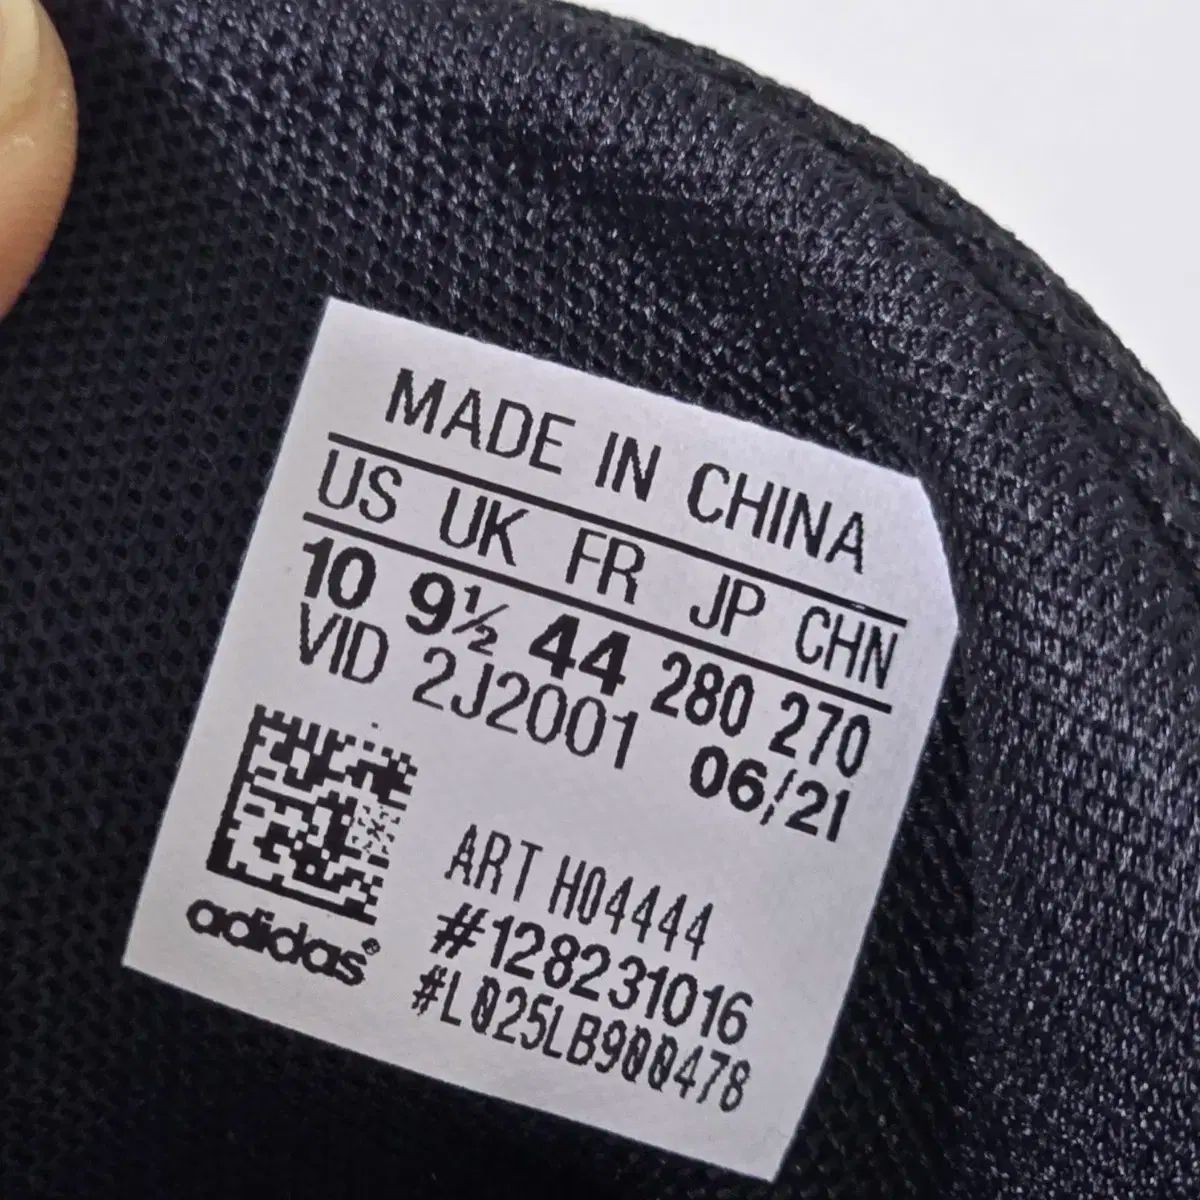 MADE IN CHINA
US UK FR JP CHN
10 9½ 44 280 270
VID 2J2001 06/21
ART H04444
#128231016
#L025LB900478
adidas®